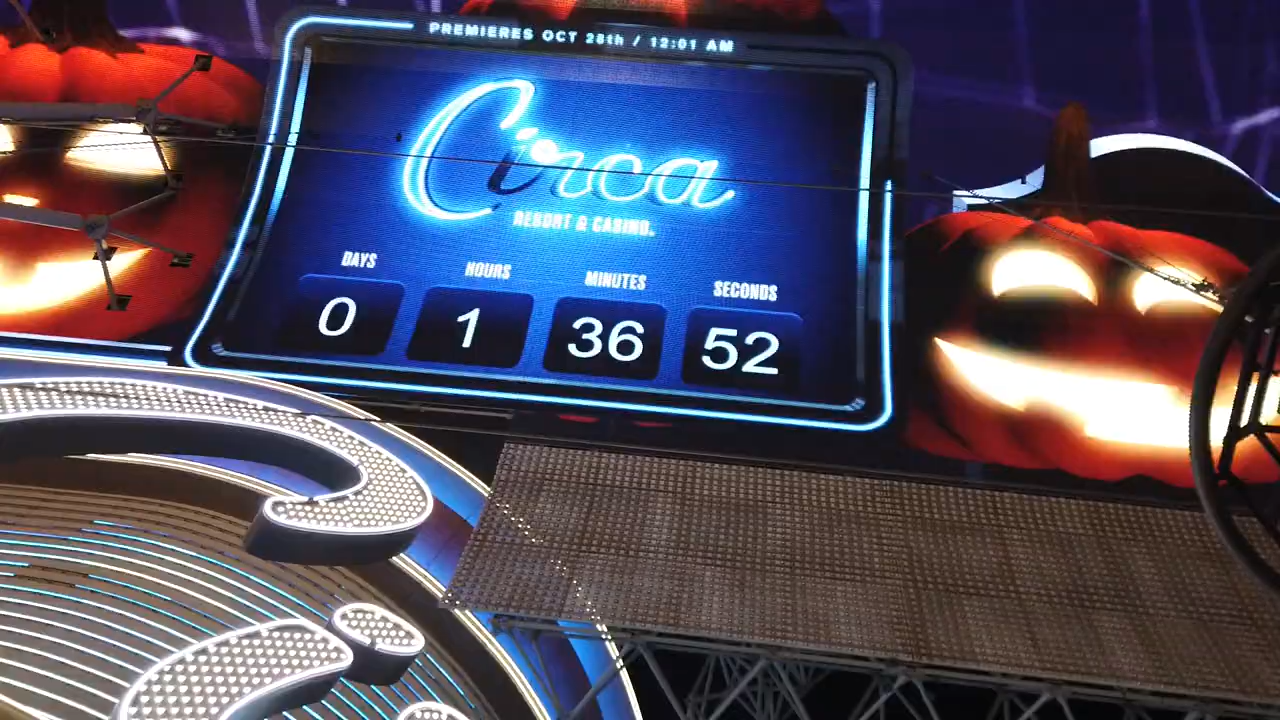 PREMIERES OCT 28th / 12:01 AM
Circa
RESORT & CASINO.
DAYS HOURS MINUTES SECONDS
0 1 36 52